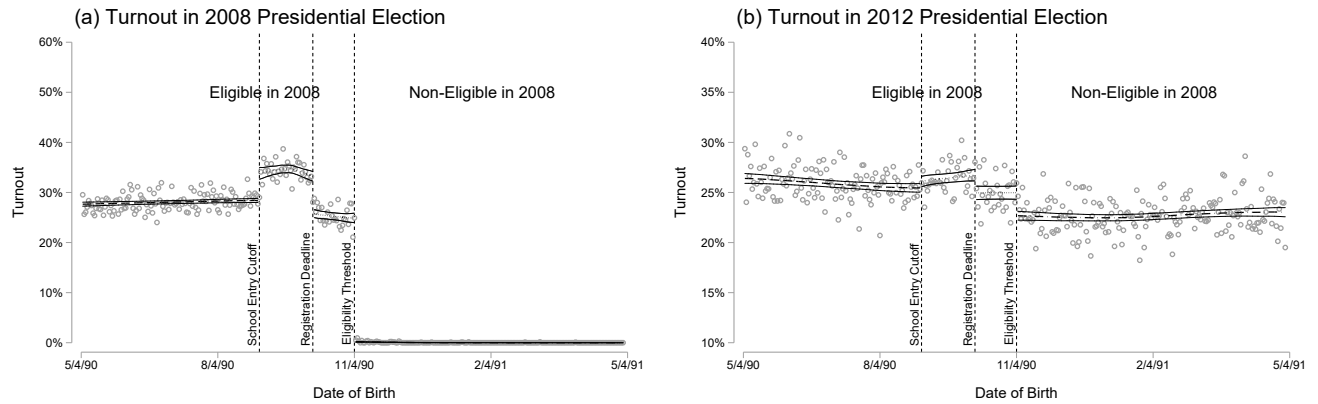 (a) Turnout in 2008 Presidential Election
60%
50%
40%
30%
20%
10%
0%
Turnout
Eligible in 2008
Non-Eligible in 2008
School Entry Cutoff
Registration Deadline
Eligibility Threshold
5/4/90
8/4/90
11/4/90
2/4/91
5/4/91
Date of Birth
(b) Turnout in 2012 Presidential Election
40%
35%
30%
25%
20%
15%
10%
Turnout
Eligible in 2008
Non-Eligible in 2008
School Entry Cutoff
Registration Deadline
Eligibility Threshold
5/4/90
8/4/90
11/4/90
2/4/91
5/4/91
Date of Birth